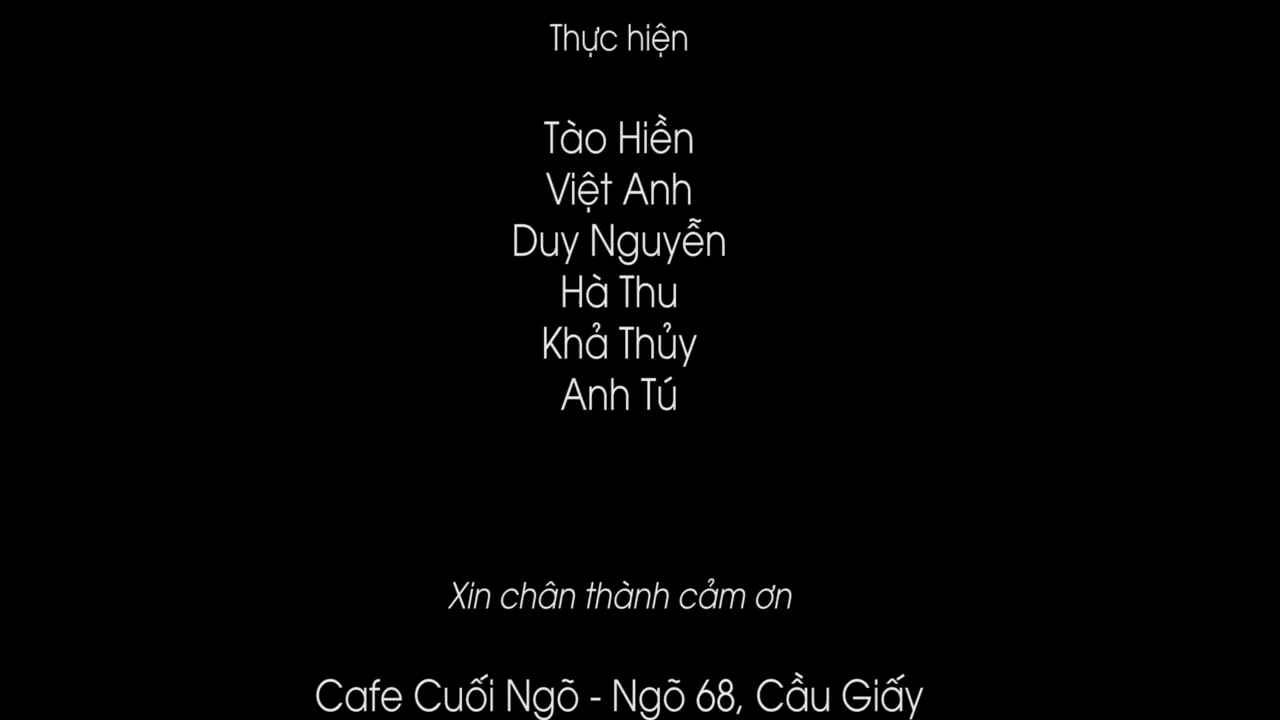 Thực hiện
Tào Hiền
Việt Anh
Duy Nguyễn
Hà Thu
Khả Thủy
Anh Tú
Xin chân thành cảm ơn
Cafe Cuối Ngõ - Ngõ 68, Cầu Giấy